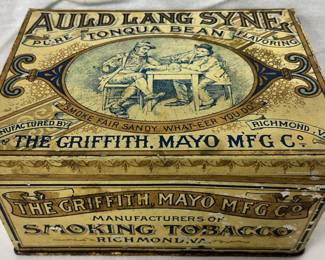 AULD LANG SYNE
PURE TONQUA BEAN FLAVORING
SMOKE FAIR SANDY WHAT-EER YOU DO
MANUFACTURED BY RICHMOND, VA
THE GRIFFITH, MAYO MFG CO
THE GRIFFITH, MAYO MFG CO
MANUFACTURERS OF
SMOKING TOBACCO
RICHMOND, VA.